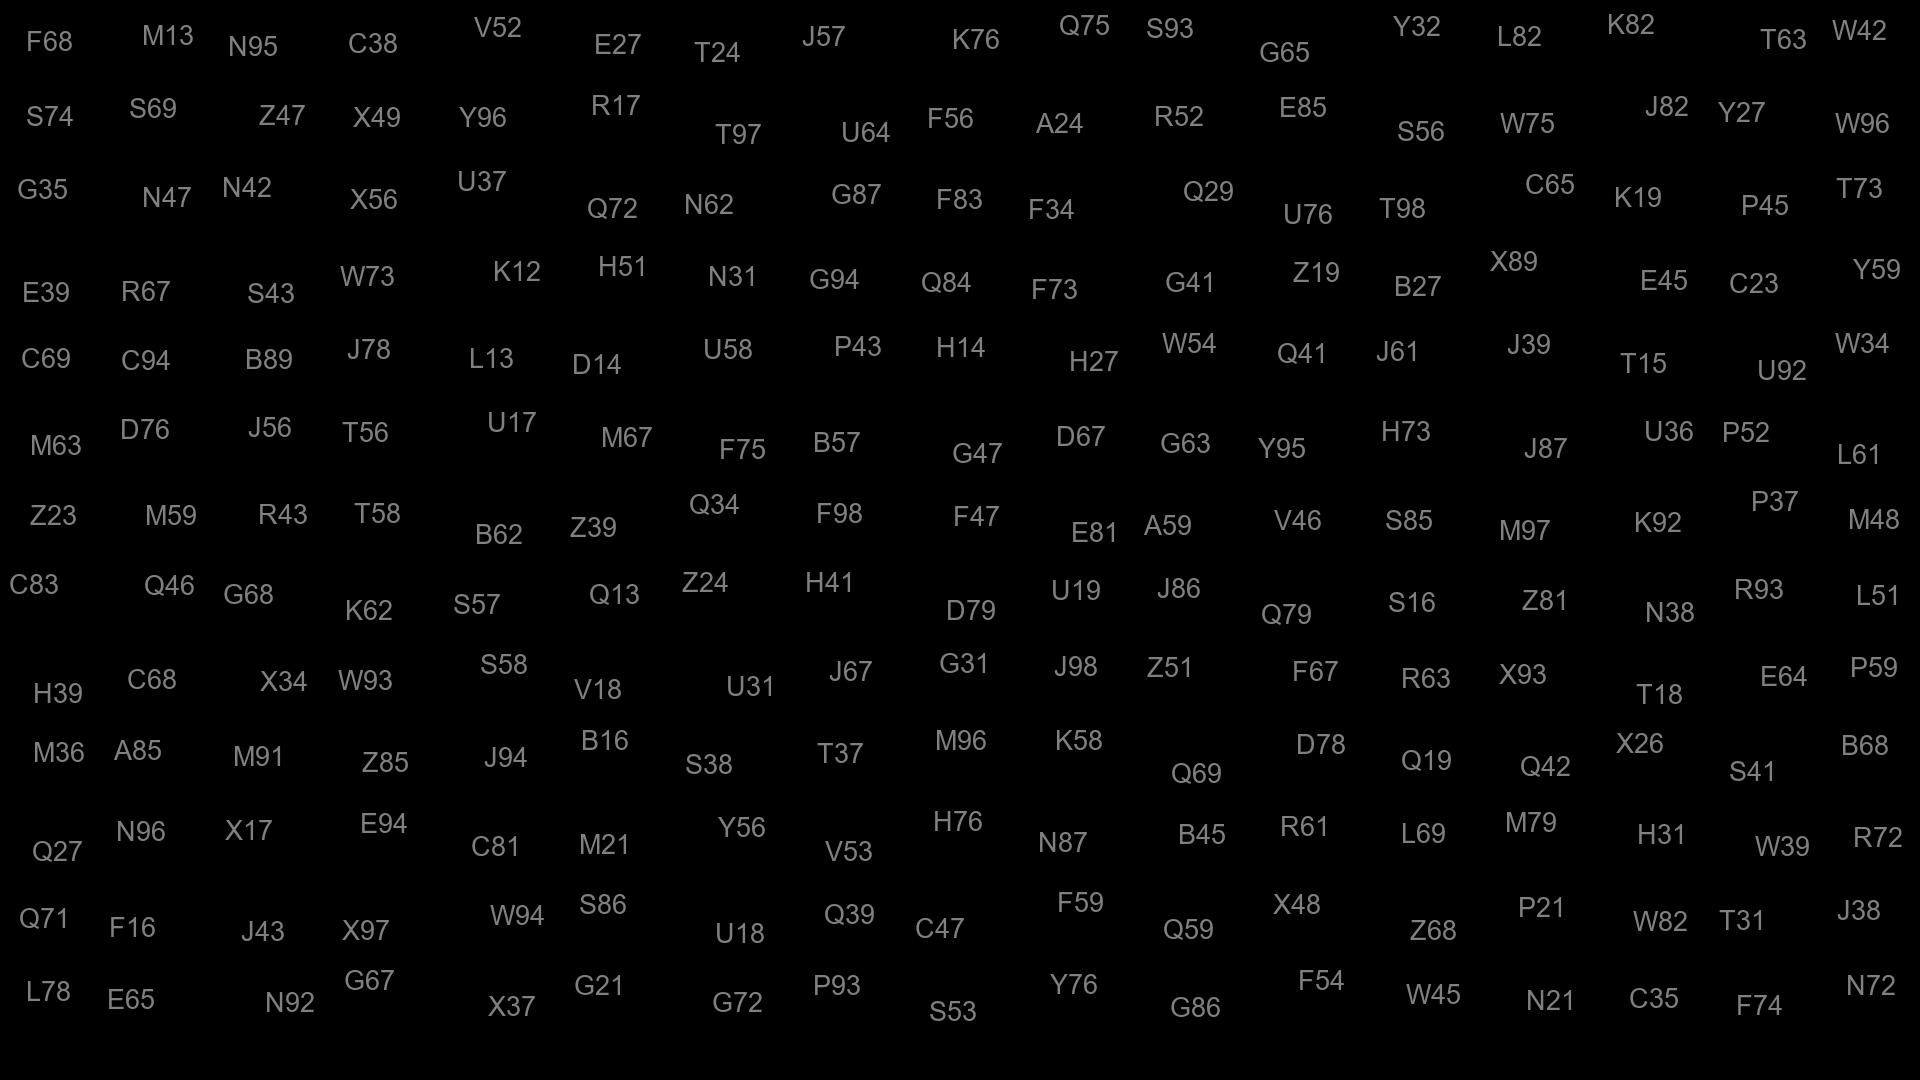 F68 M13 N95 C38 V52 E27 T24 J57 K76 Q75 S93 G65 Y32 L82 K82 T63 W42
S74 S69 Z47 X49 Y96 R17 T97 U64 F56 A24 R52 E85 S56 W75 J82 Y27 W96
G35 N47 N42 X56 U37 Q72 N62 G87 F83 F34 Q29 U76 T98 C65 K19 P45 T73
E39 R67 S43 W73 K12 H51 N31 G94 Q84 F73 G41 Z19 B27 X89 E45 C23 Y59
C69 C94 B89 J78 L13 D14 U58 P43 H14 H27 W54 Q41 J61 J39 T15 U92 W34
M63 D76 J56 T56 U17 M67 F75 B57 G47 D67 G63 Y95 H73 J87 U36 P52 L61
Z23 M59 R43 T58 B62 Z39 Q34 F98 F47 E81 A59 V46 S85 M97 K92 P37 M48
C83 Q46 G68 K62 S57 Q13 Z24 H41 D79 U19 J86 Q79 S16 Z81 N38 R93 L51
H39 C68 X34 W93 S58 V18 U31 J67 G31 J98 Z51 F67 R63 X93 T18 E64 P59
M36 A85 M91 Z85 J94 B16 S38 T37 M96 K58 Q69 D78 Q19 Q42 X26 S41 B68
Q27 N96 X17 E94 C81 M21 Y56 V53 H76 N87 B45 R61 L69 M79 H31 W39 R72
Q71 F16 J43 X97 W94 S86 U18 Q39 C47 F59 Q59 X48 Z68 P21 W82 T31 J38
L78 E65 N92 G67 X37 G21 G72 P93 S53 Y76 G86 F54 W45 N21 C35 F74 N72